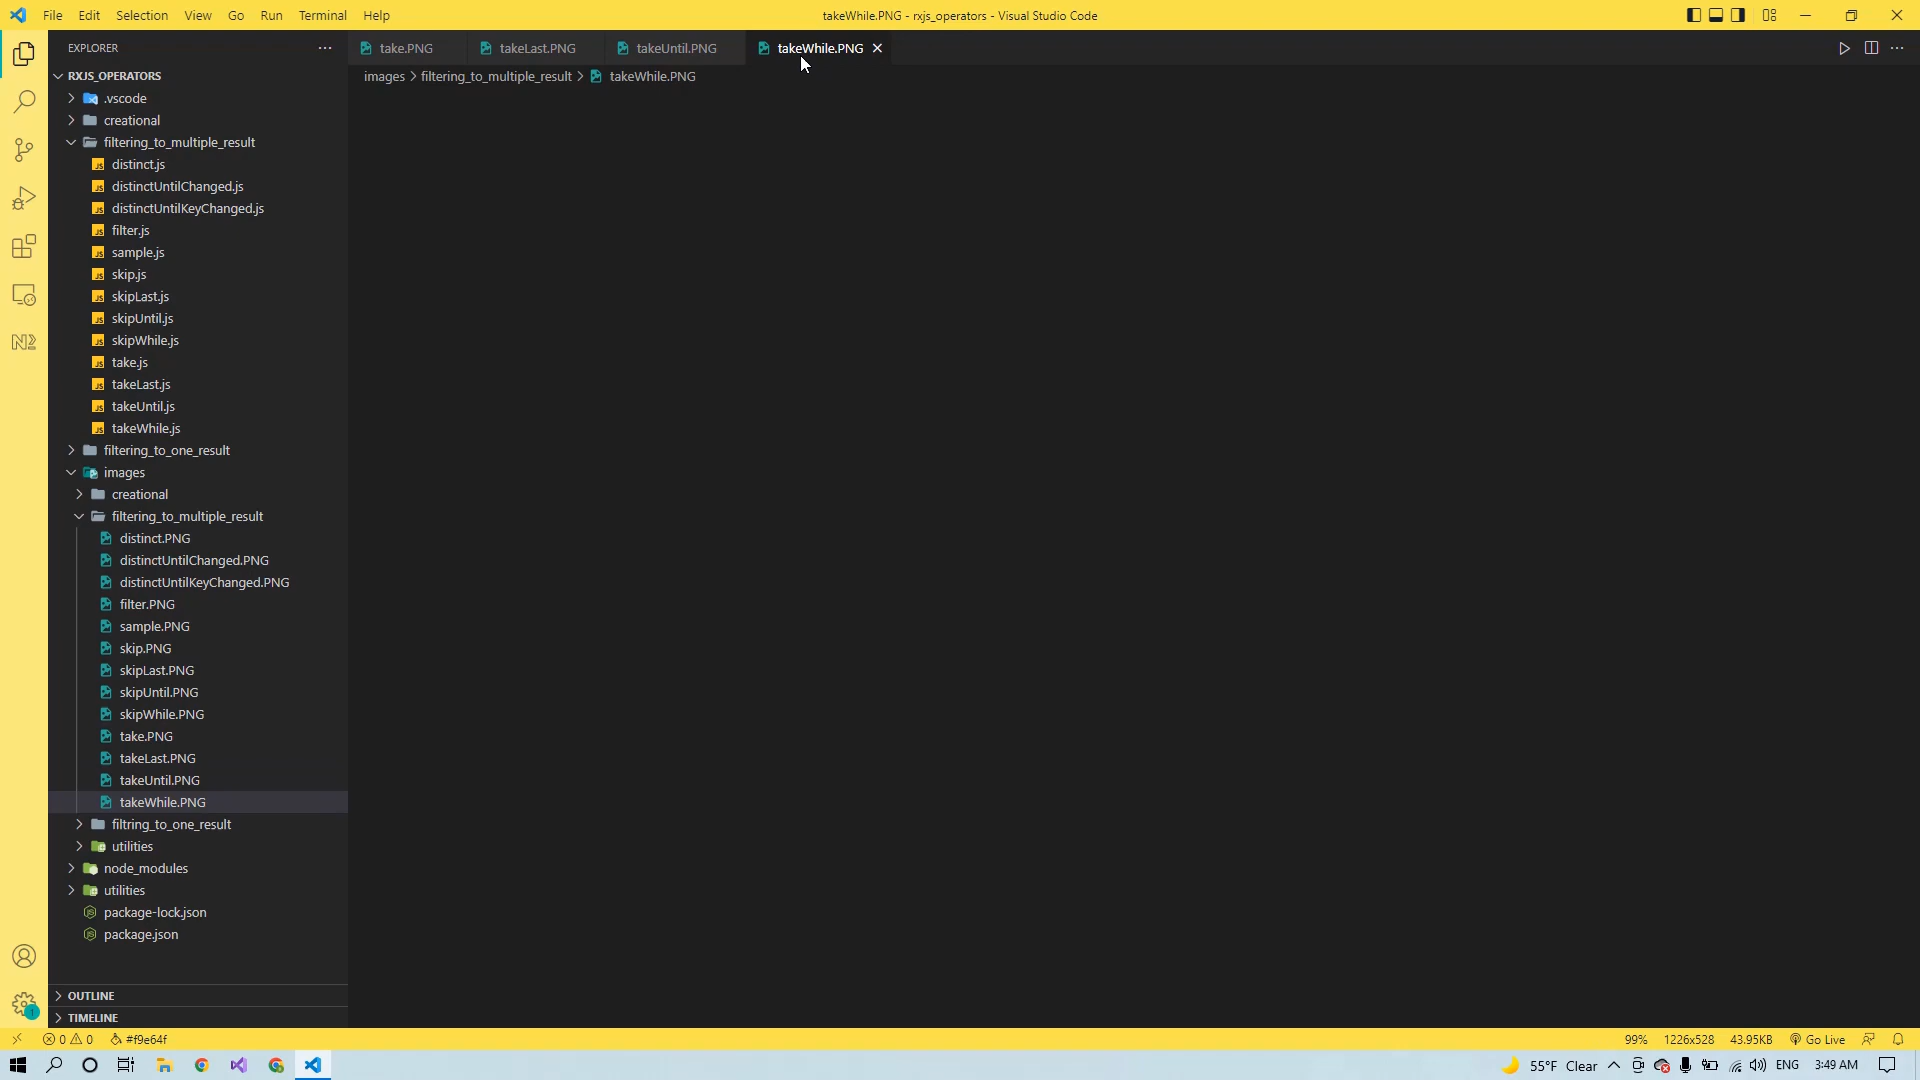 File Edit Selection View Go Run Terminal Help
takeWhile.PNG - rxjs_operators - Visual Studio Code
EXPLORER
take.PNG
takeLast.PNG
takeUntil.PNG
takeWhile.PNG
images > filtering_to_multiple_result > takeWhile.PNG
RXJS_OPERATORS
.vscode
creational
filtering_to_multiple_result
distinct.js
distinctUntilChanged.js
distinctUntilKeyChanged.js
filter.js
sample.js
skip.js
skipLast.js
skipUntil.js
skipWhile.js
take.js
takeLast.js
takeUntil.js
takeWhile.js
filtering_to_one_result
images
creational
filtering_to_multiple_result
distinct.PNG
distinctUntilChanged.PNG
distinctUntilKeyChanged.PNG
filter.PNG
sample.PNG
skip.PNG
skipLast.PNG
skipUntil.PNG
skipWhile.PNG
take.PNG
takeLast.PNG
takeUntil.PNG
takeWhile.PNG
filtring_to_one_result
utilities
node_modules
utilities
package-lock.json
package.json
OUTLINE
TIMELINE
0 0 #f9e64f
99% 1226x528 43.95KB Go Live
55°F Clear ENG 3:49 AM